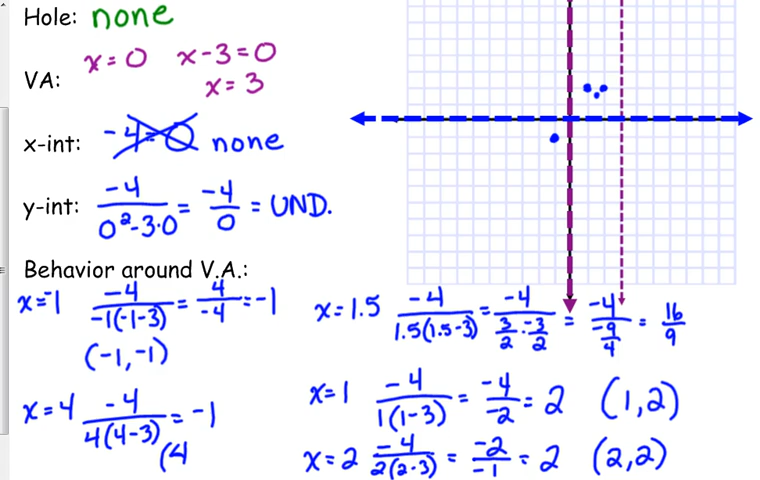 Hole: none
VA: x=0 x-3=0
x=3
x-int: -4=0 none
y-int: -4/(0²-3·0) = -4/0 = UND.
Behavior around V.A.:
x=-1 -4/(-1(-1-3)) = 4/-4 = -1
(-1,-1)
x=4 -4/(4(4-3)) = -1
(4
x=1.5 -4/(1.5(1.5-3)) = -4/(3/2·-3/2) = -4/(-9/4) = 16/9
x=1 -4/(1(1-3)) = -4/-2 = 2 (1,2)
x=2 -4/(2(2-3)) = -2/-1 = 2 (2,2)